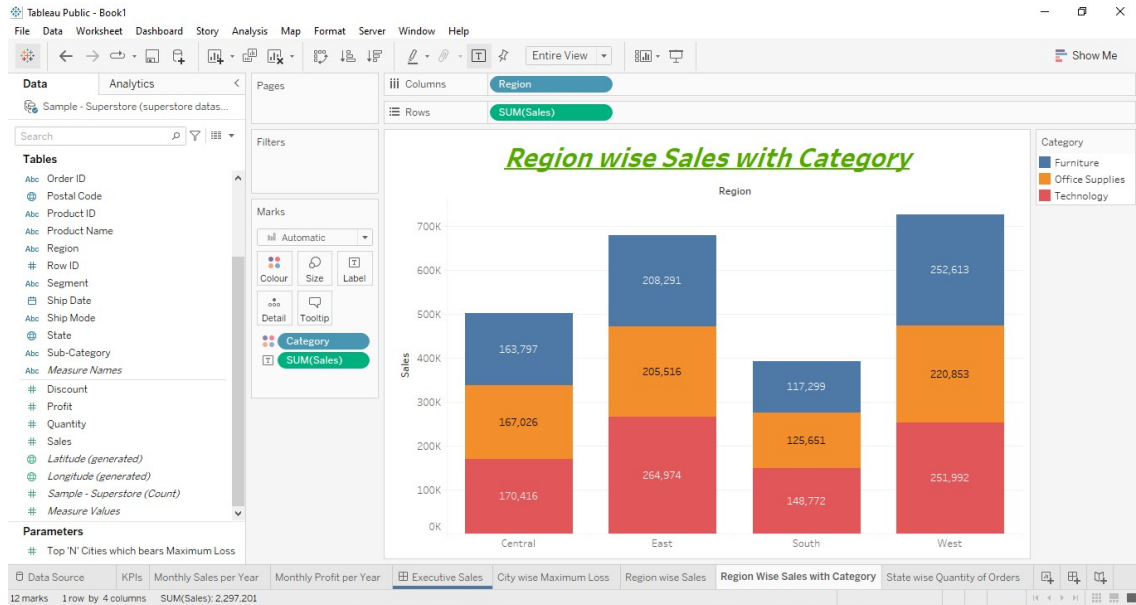 Tableau Public - Book1
File Data Worksheet Dashboard Story Analysis Map Format Server Window Help
Entire View
Show Me
Data Analytics
Sample - Superstore (superstore datas...
Search
Tables
Abc Order ID
Postal Code
Abc Product ID
Abc Product Name
Abc Region
# Row ID
Abc Segment
Ship Date
Abc Ship Mode
State
Abc Sub-Category
Abc Measure Names
# Discount
# Profit
# Quantity
# Sales
Latitude (generated)
Longitude (generated)
# Sample - Superstore (Count)
# Measure Values
Parameters
# Top 'N' Cities which bears Maximum Loss
Pages
Filters
Marks
Automatic
Colour Size Label
Detail Tooltip
Category
SUM(Sales)
Columns Region
Rows SUM(Sales)
Region wise Sales with Category
Region
Sales
700K
600K
500K
400K
300K
200K
100K
0K
163,797
167,026
170,416
208,291
205,516
264,974
117,299
125,651
148,772
252,613
220,853
251,992
Central East South West
Category
Furniture
Office Supplies
Technology
Data Source KPIs Monthly Sales per Year Monthly Profit per Year Executive Sales City wise Maximum Loss Region wise Sales Region Wise Sales with Category State wise Quantity of Orders
12 marks 1 row by 4 columns SUM(Sales): 2,297,201